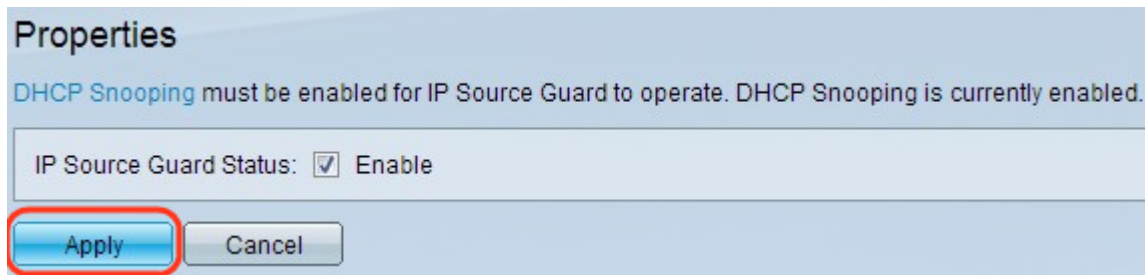 Properties
DHCP Snooping must be enabled for IP Source Guard to operate. DHCP Snooping is currently enabled.
IP Source Guard Status: Enable
Apply Cancel